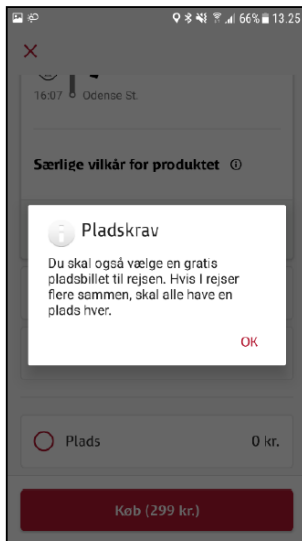 66% 13.25
16:07 Odense St.
Særlige vilkår for produktet
Pladskrav
Du skal også vælge en gratis
pladsbillet til rejsen. Hvis I rejser
flere sammen, skal alle have en
plads hver.
OK
Plads 0 kr.
Køb (299 kr.)